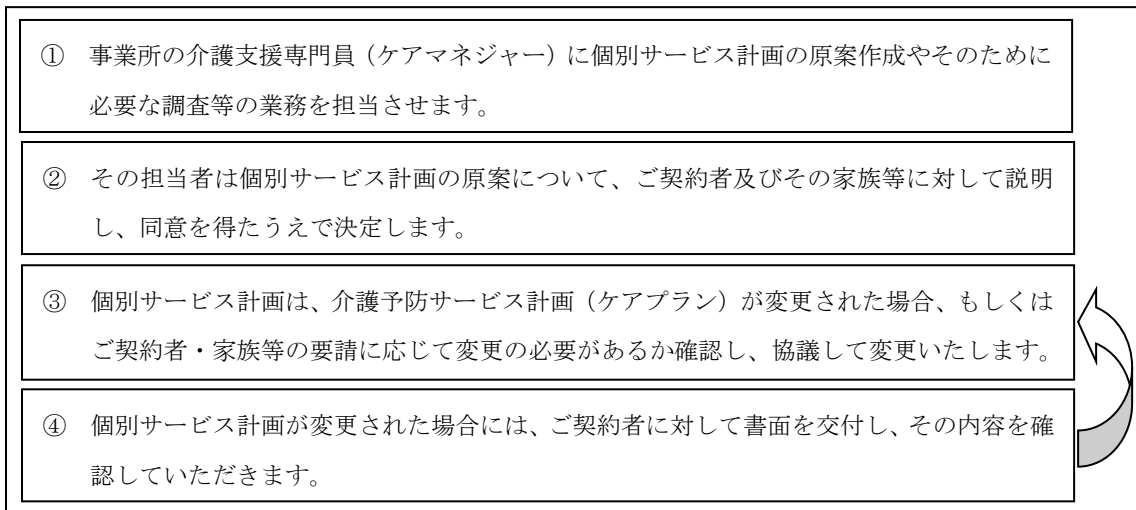 ① 事業所の介護支援専門員（ケアマネジャー）に個別サービス計画の原案作成やそのために
必要な調査等の業務を担当させます。
② その担当者は個別サービス計画の原案について、ご契約者及びその家族等に対して説明
し、同意を得たうえで決定します。
③ 個別サービス計画は、介護予防サービス計画（ケアプラン）が変更された場合、もしくは
ご契約者・家族等の要請に応じて変更の必要があるか確認し、協議して変更いたします。
④ 個別サービス計画が変更された場合には、ご契約者に対して書面を交付し、その内容を確
認していただきます。